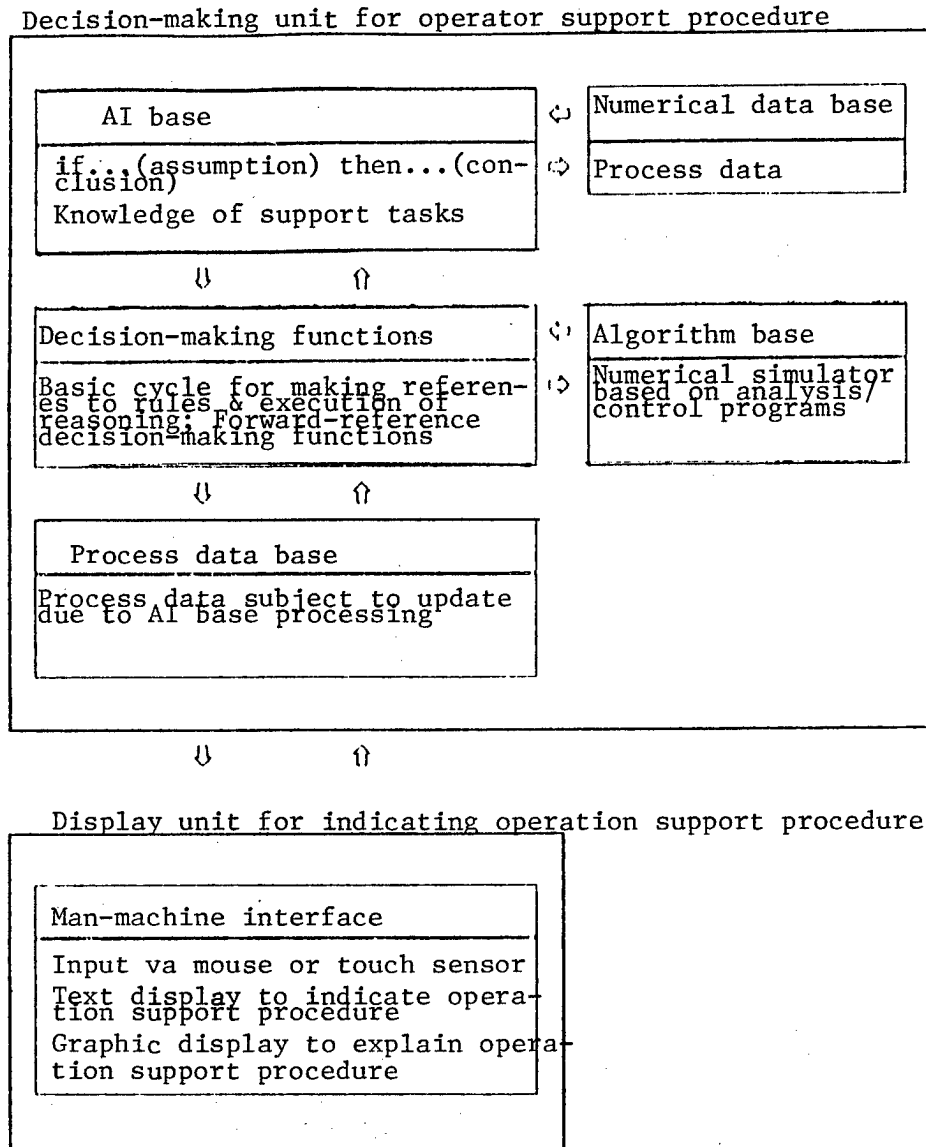 Decision-making unit for operator support procedure
AI base
if...(assumption) then...(con-
clusion)
Knowledge of support tasks
Numerical data base
Process data
Decision-making functions
Basic cycle for making referen-
es to rules & execution of
reasoning; Forward-reference
decision-making functions
Algorithm base
Numerical simulator
based on analysis/
control programs
Process data base
Process data subject to update
due to AI base processing
Display unit for indicating operation support procedure
Man-machine interface
Input va mouse or touch sensor
Text display to indicate opera-
tion support procedure
Graphic display to explain opera-
tion support procedure